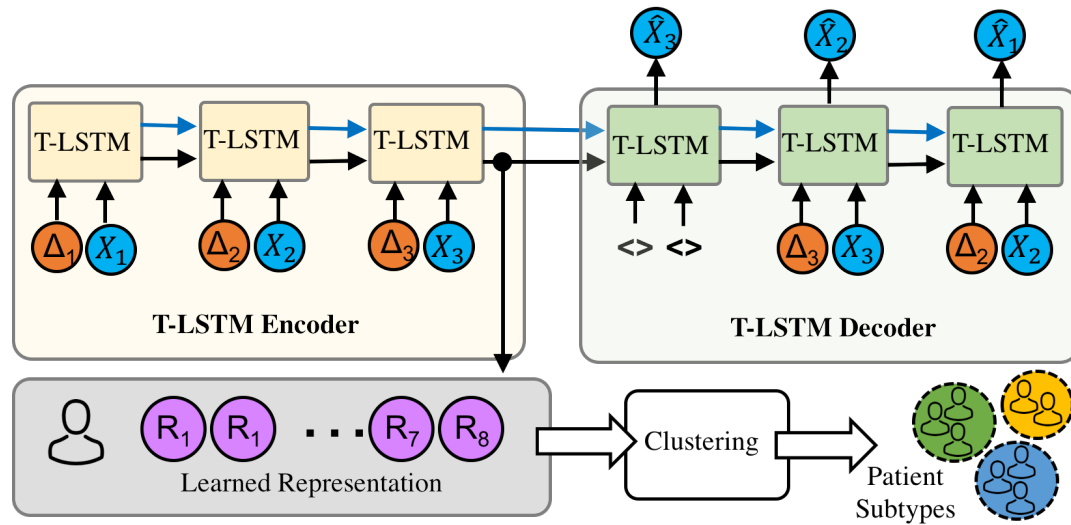 X̂₃ X̂₂ X̂₁
T-LSTM T-LSTM T-LSTM T-LSTM T-LSTM T-LSTM
Δ₁ X₁ Δ₂ X₂ Δ₃ X₃ <> <> Δ₃ X₃ Δ₂ X₂
T-LSTM Encoder
T-LSTM Decoder
R₁ R₁ ... R₇ R₈
Learned Representation
Clustering
Patient
Subtypes